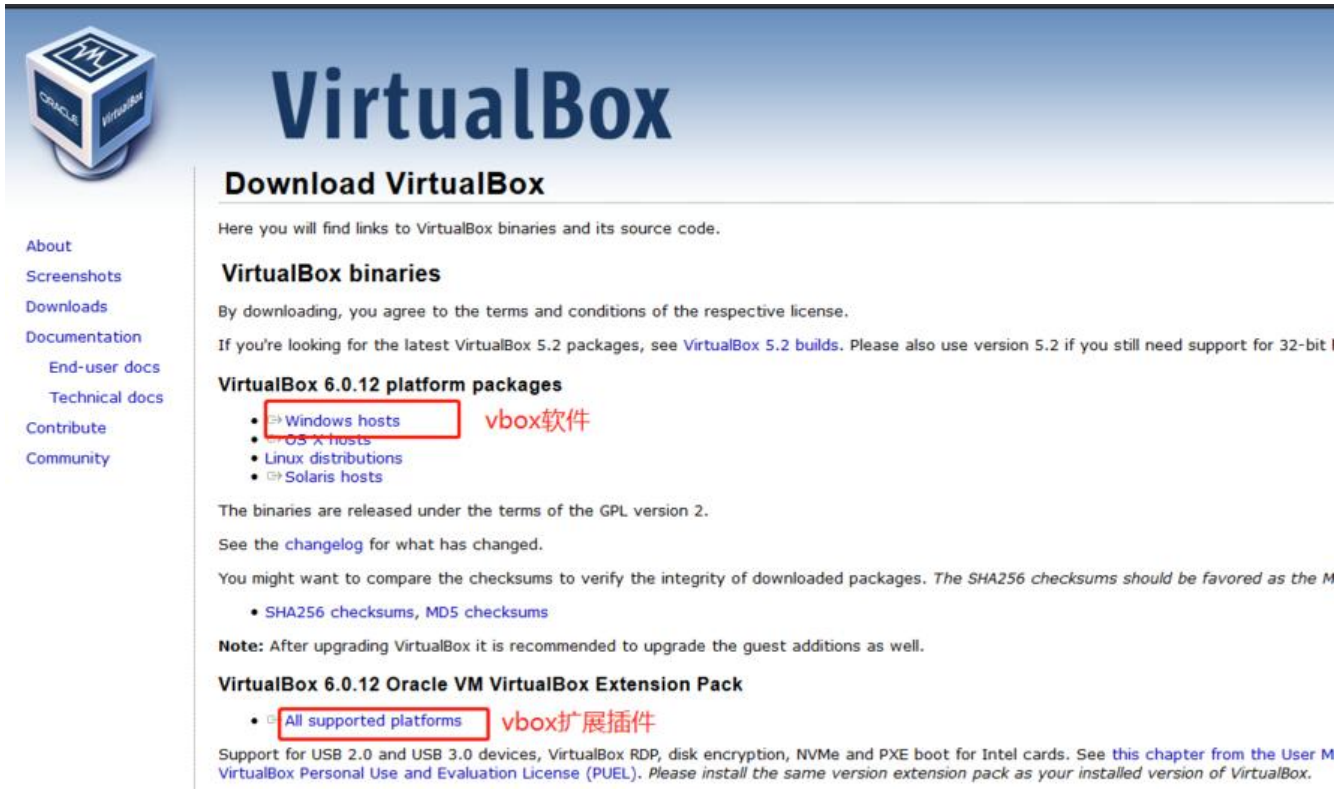 ORACLE
VirtualBox
VirtualBox
Download VirtualBox
Here you will find links to VirtualBox binaries and its source code.
About
Screenshots
Downloads
Documentation
End-user docs
Technical docs
Contribute
Community
VirtualBox binaries
By downloading, you agree to the terms and conditions of the respective license.
If you're looking for the latest VirtualBox 5.2 packages, see VirtualBox 5.2 builds. Please also use version 5.2 if you still need support for 32-bit
VirtualBox 6.0.12 platform packages
Windows hosts vbox软件
OS X hosts
Linux distributions
Solaris hosts
The binaries are released under the terms of the GPL version 2.
See the changelog for what has changed.
You might want to compare the checksums to verify the integrity of downloaded packages. The SHA256 checksums should be favored as the M
SHA256 checksums, MD5 checksums
Note: After upgrading VirtualBox it is recommended to upgrade the guest additions as well.
VirtualBox 6.0.12 Oracle VM VirtualBox Extension Pack
All supported platforms vbox扩展插件
Support for USB 2.0 and USB 3.0 devices, VirtualBox RDP, disk encryption, NVMe and PXE boot for Intel cards. See this chapter from the User M
VirtualBox Personal Use and Evaluation License (PUEL). Please install the same version extension pack as your installed version of VirtualBox.